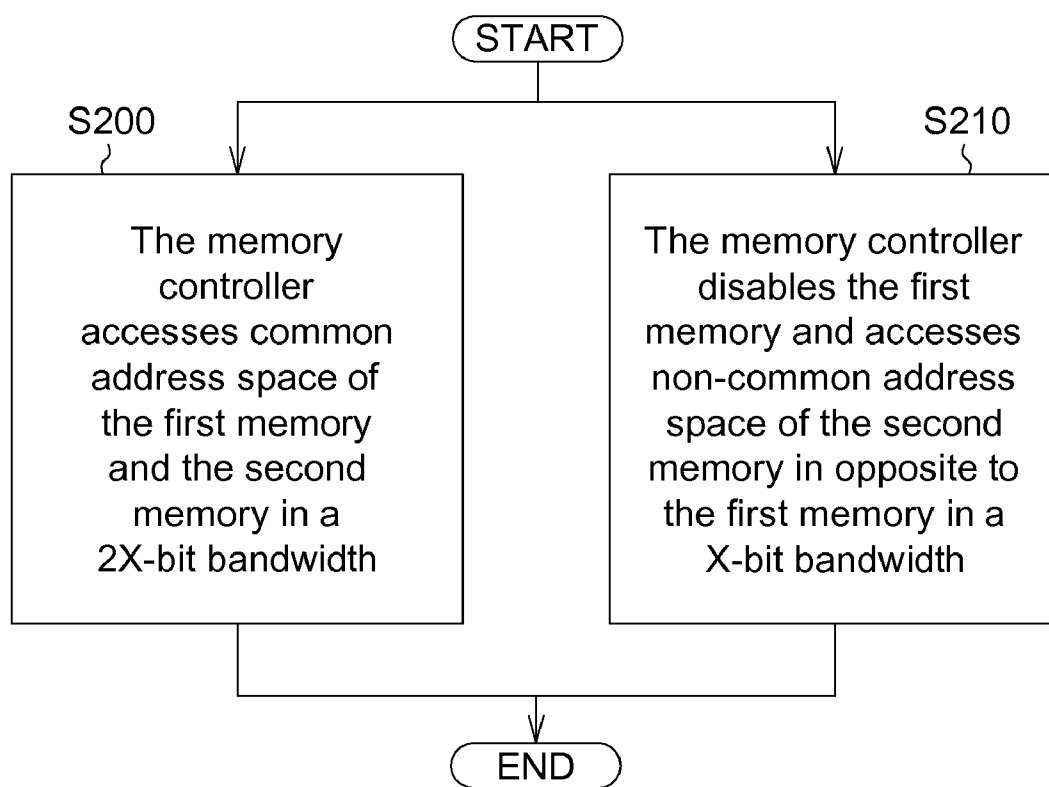 START
S200
The memory
controller
accesses common
address space of
the first memory
and the second
memory in a
2X-bit bandwidth
S210
The memory controller
disables the first
memory and accesses
non-common address
space of the second
memory in opposite to
the first memory in a
X-bit bandwidth
END